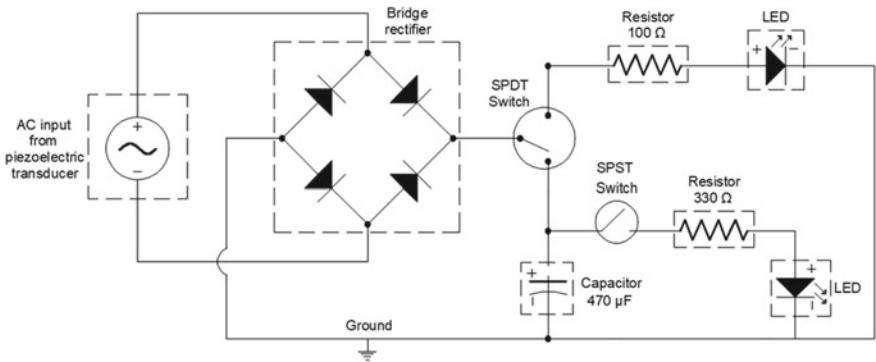 Bridge
rectifier
Resistor
100 Ω
LED
+
−
SPDT
Switch
AC input
from
piezoelectric
transducer
+
−
SPST
Switch
Resistor
330 Ω
+
−
Capacitor
470 µF
+
−
LED
Ground